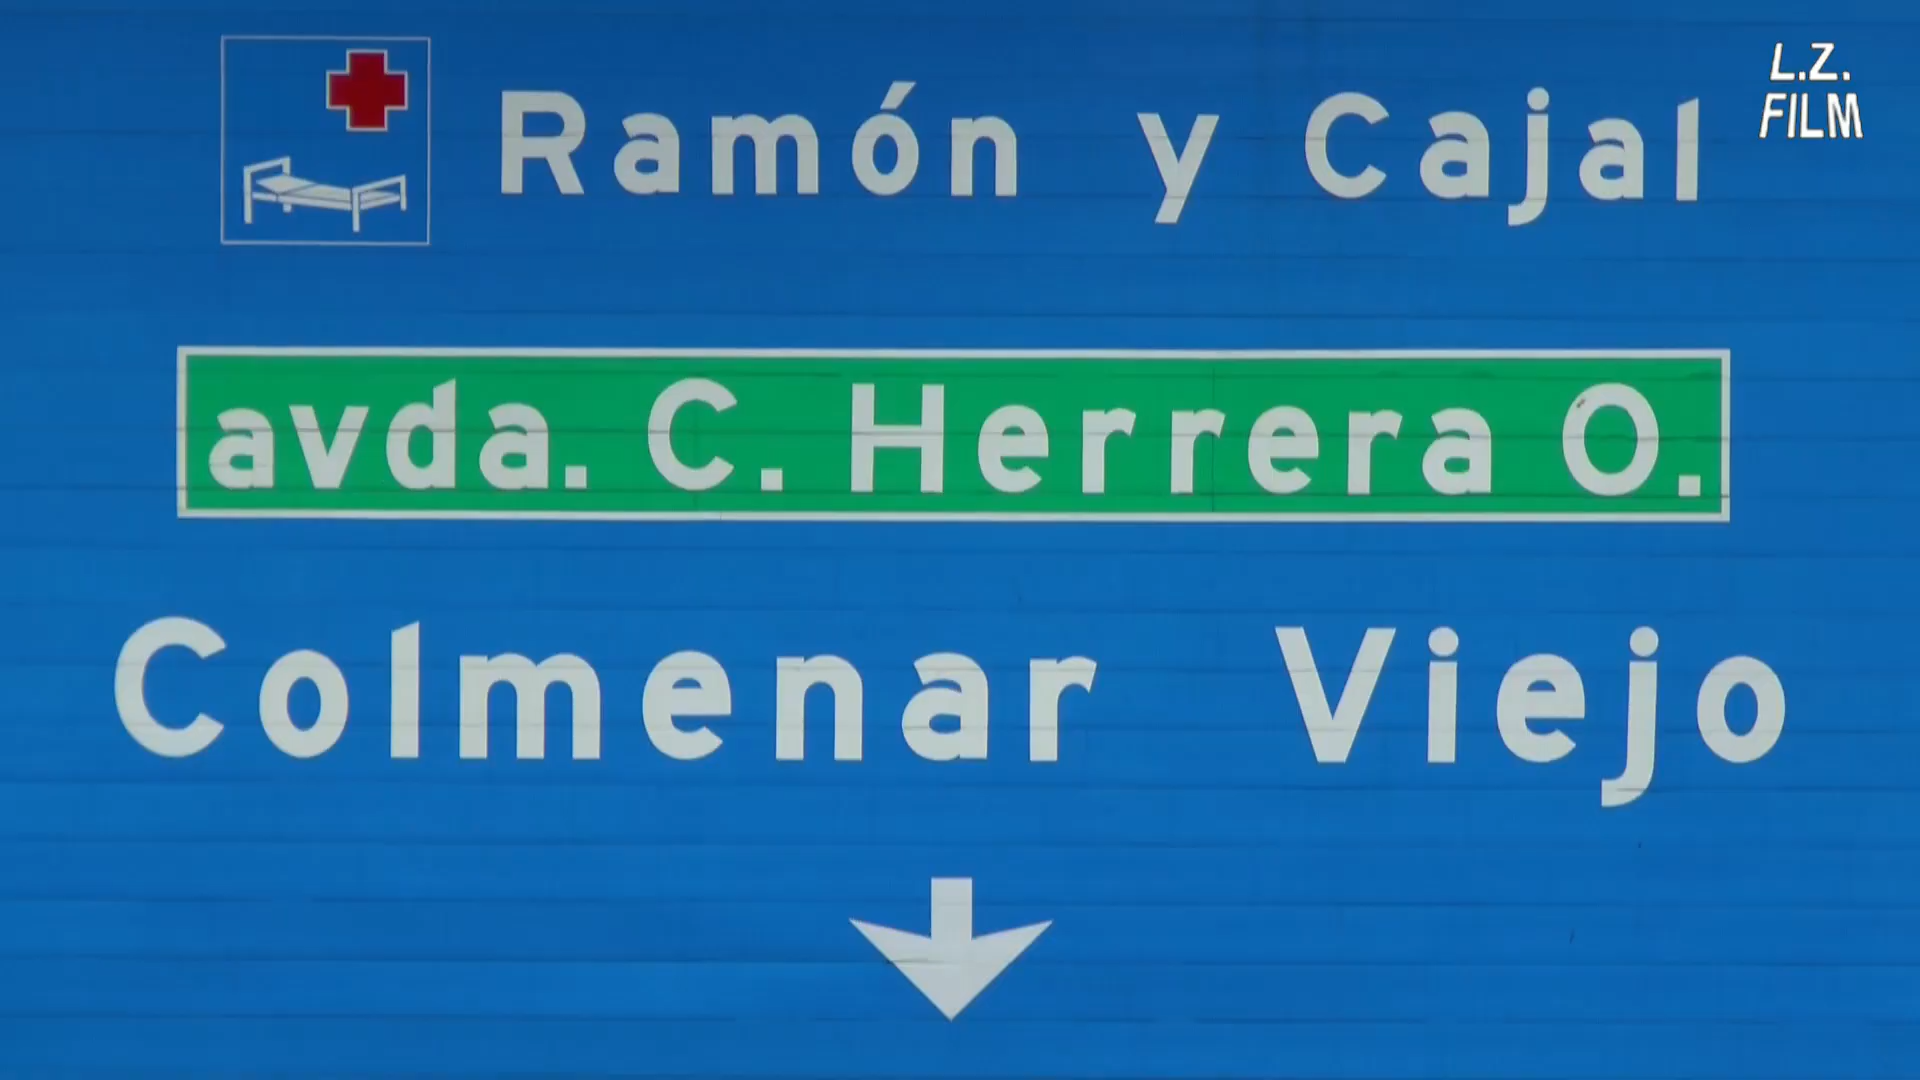 Ramón y Cajal
avda. C. Herrera O.
Colmenar Viejo
L.Z.
FILM